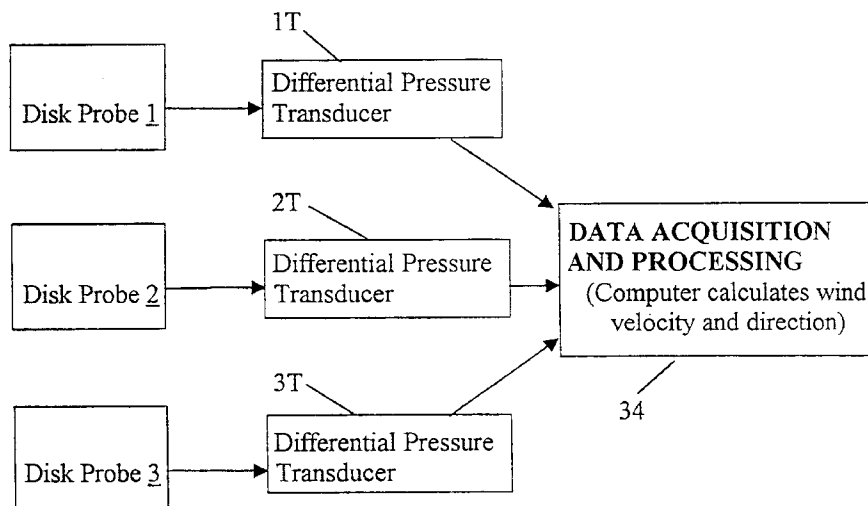 1T
Disk Probe 1
Differential Pressure
Transducer
2T
Disk Probe 2
Differential Pressure
Transducer
DATA ACQUISITION
AND PROCESSING
(Computer calculates wind
velocity and direction)
34
3T
Disk Probe 3
Differential Pressure
Transducer